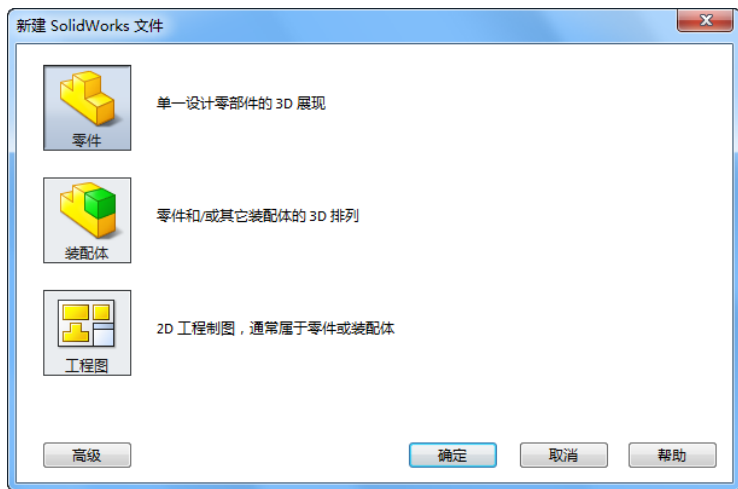 新建 SolidWorks 文件
零件
单一设计零部件的 3D 展现
装配体
零件和/或其它装配体的 3D 排列
工程图
2D 工程制图，通常属于零件或装配体
高级
确定
取消
帮助